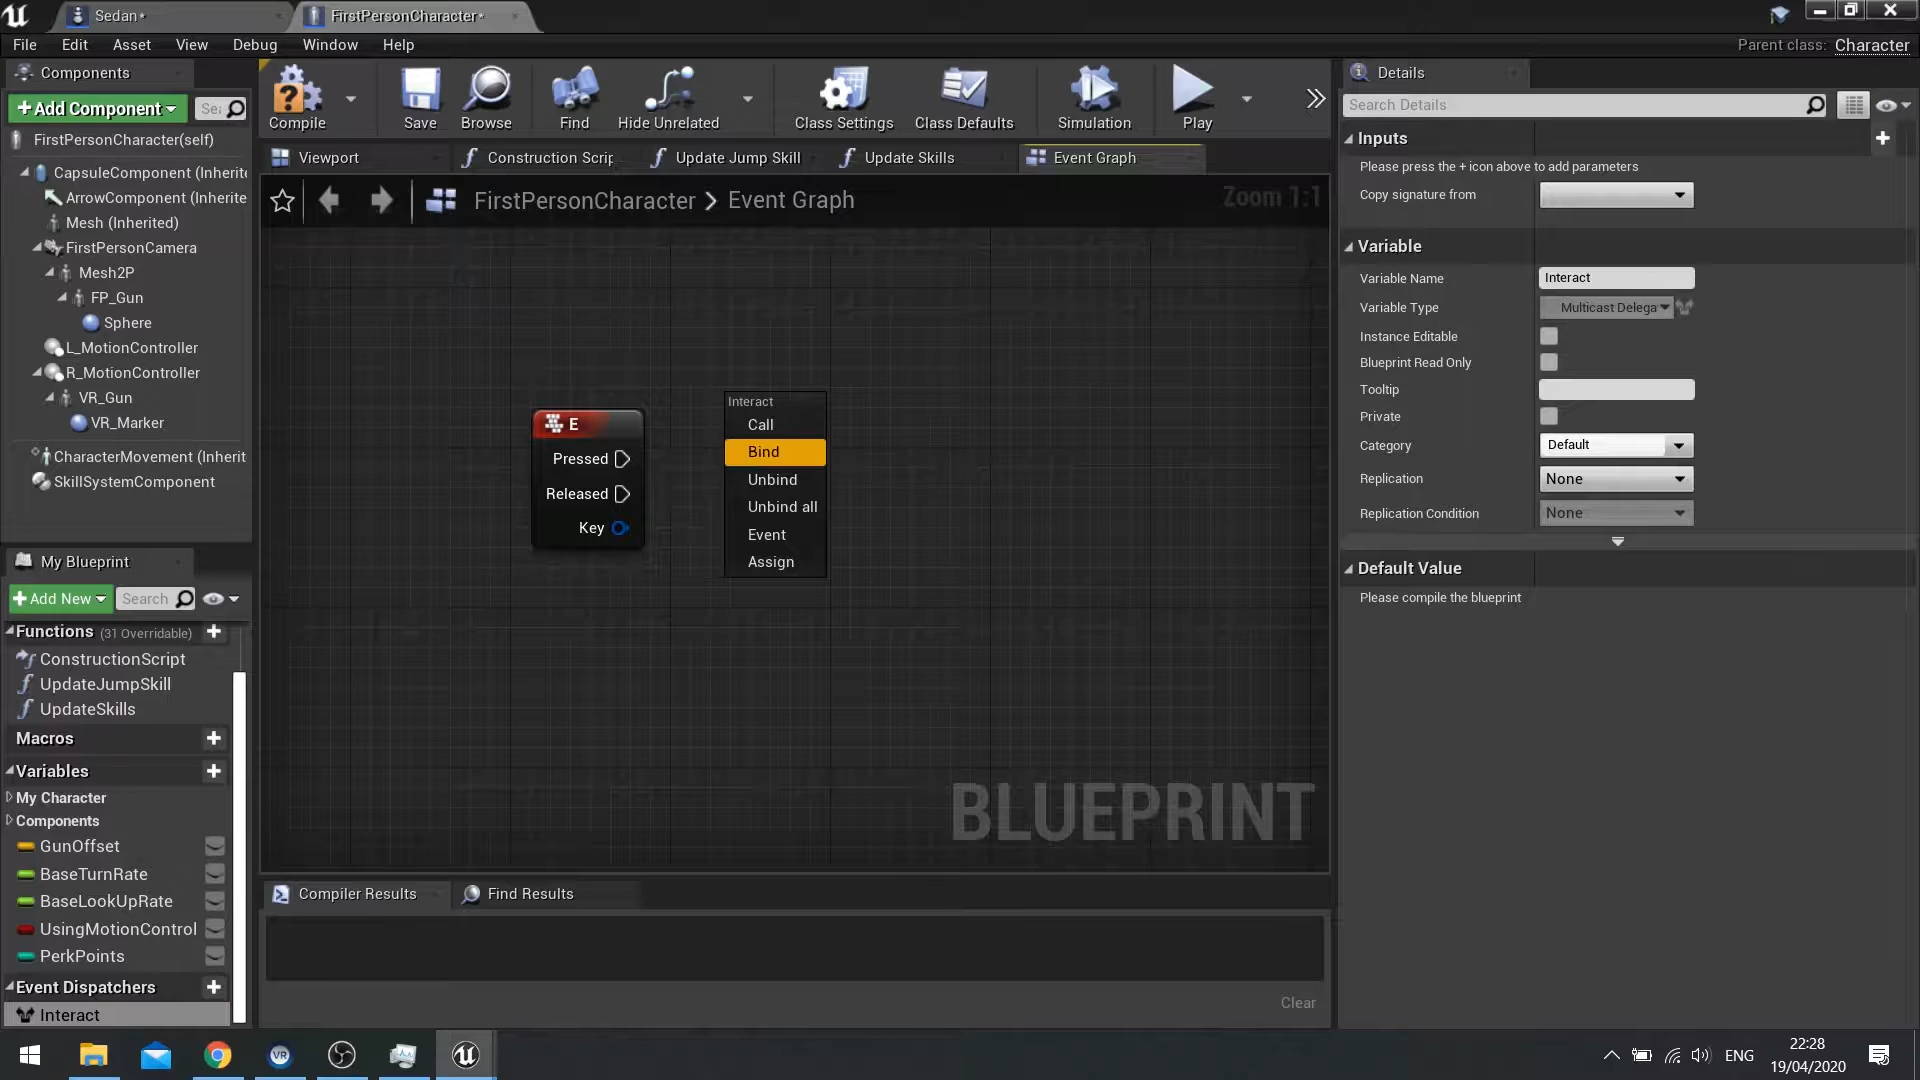 Sedan*
FirstPersonCharacter*
File Edit Asset View Debug Window Help
Parent class: Character
Components
+ Add Component
FirstPersonCharacter(self)
CapsuleComponent (Inherite
ArrowComponent (Inherite
Mesh (Inherited)
FirstPersonCamera
Mesh2P
FP_Gun
Sphere
L_MotionController
R_MotionController
VR_Gun
VR_Marker
CharacterMovement (Inherit
SkillSystemComponent
My Blueprint
+ Add New
Search
Functions (31 Overridable)
ConstructionScript
UpdateJumpSkill
UpdateSkills
Macros
Variables
My Character
Components
GunOffset
BaseTurnRate
BaseLookUpRate
UsingMotionControl
PerkPoints
Event Dispatchers
Interact
Compile
Save
Browse
Find
Hide Unrelated
Class Settings
Class Defaults
Simulation
Play
Viewport
Construction Scrip
Update Jump Skill
Update Skills
Event Graph
FirstPersonCharacter > Event Graph
Zoom 1:1
E
Pressed
Released
Key
Interact
Call
Bind
Unbind
Unbind all
Event
Assign
BLUEPRINT
Compiler Results
Find Results
Clear
Details
Search Details
Inputs
Please press the + icon above to add parameters
Copy signature from
Variable
Variable Name Interact
Variable Type Multicast Delega
Instance Editable
Blueprint Read Only
Tooltip
Private
Category Default
Replication None
Replication Condition None
Default Value
Please compile the blueprint
VR
ENG
22:28
19/04/2020